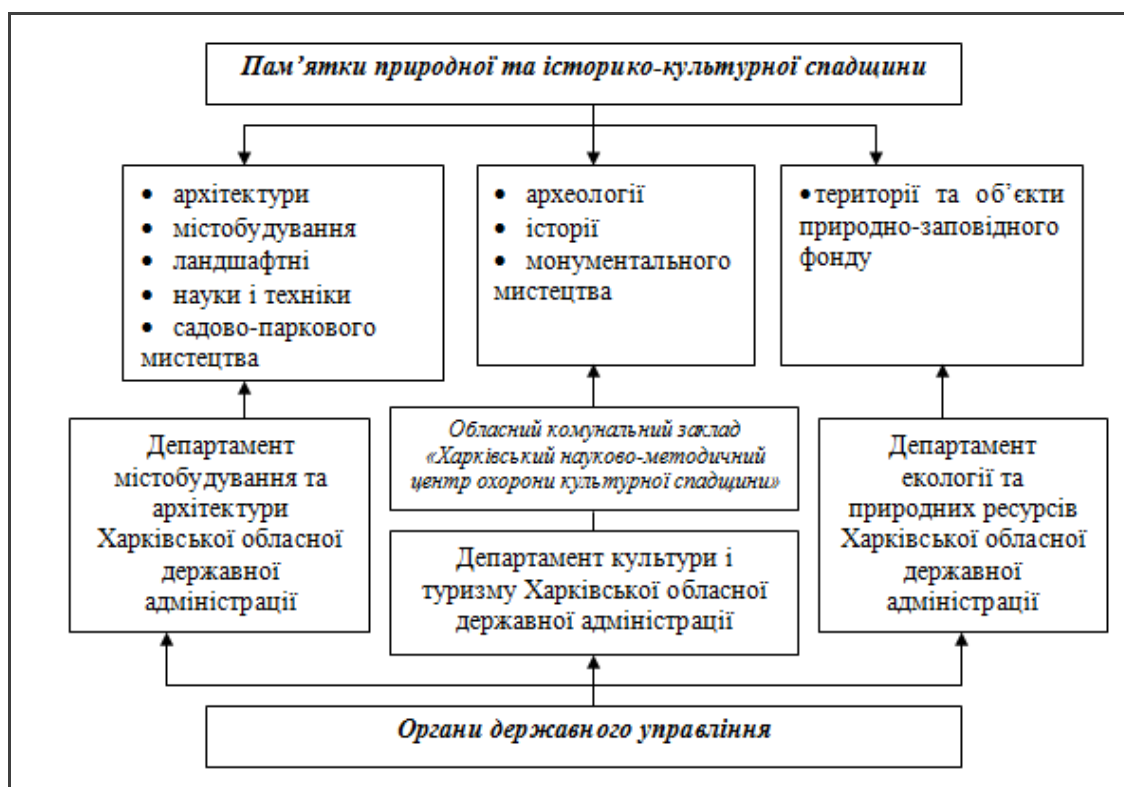 Пам’ятки природної та історико-культурної спадщини
• архітектури
• містобудування
• ландшафтні
• науки і техніки
• садово-паркового
мистецтва
• археології
• історії
• монументального
мистецтва
•території та об’єкти
природно-заповідного
фонду
Департамент
містобудування та
архітектури
Харківської обласної
державної
адміністрації
Обласний комунальний заклад
«Харківський науково-методичний
центр охорони культурної спадщини»
Департамент культури і
туризму Харківської обласної
державної адміністрації
Департамент
екології та
природних ресурсів
Харківської обласної
державної
адміністрації
Органи державного управління